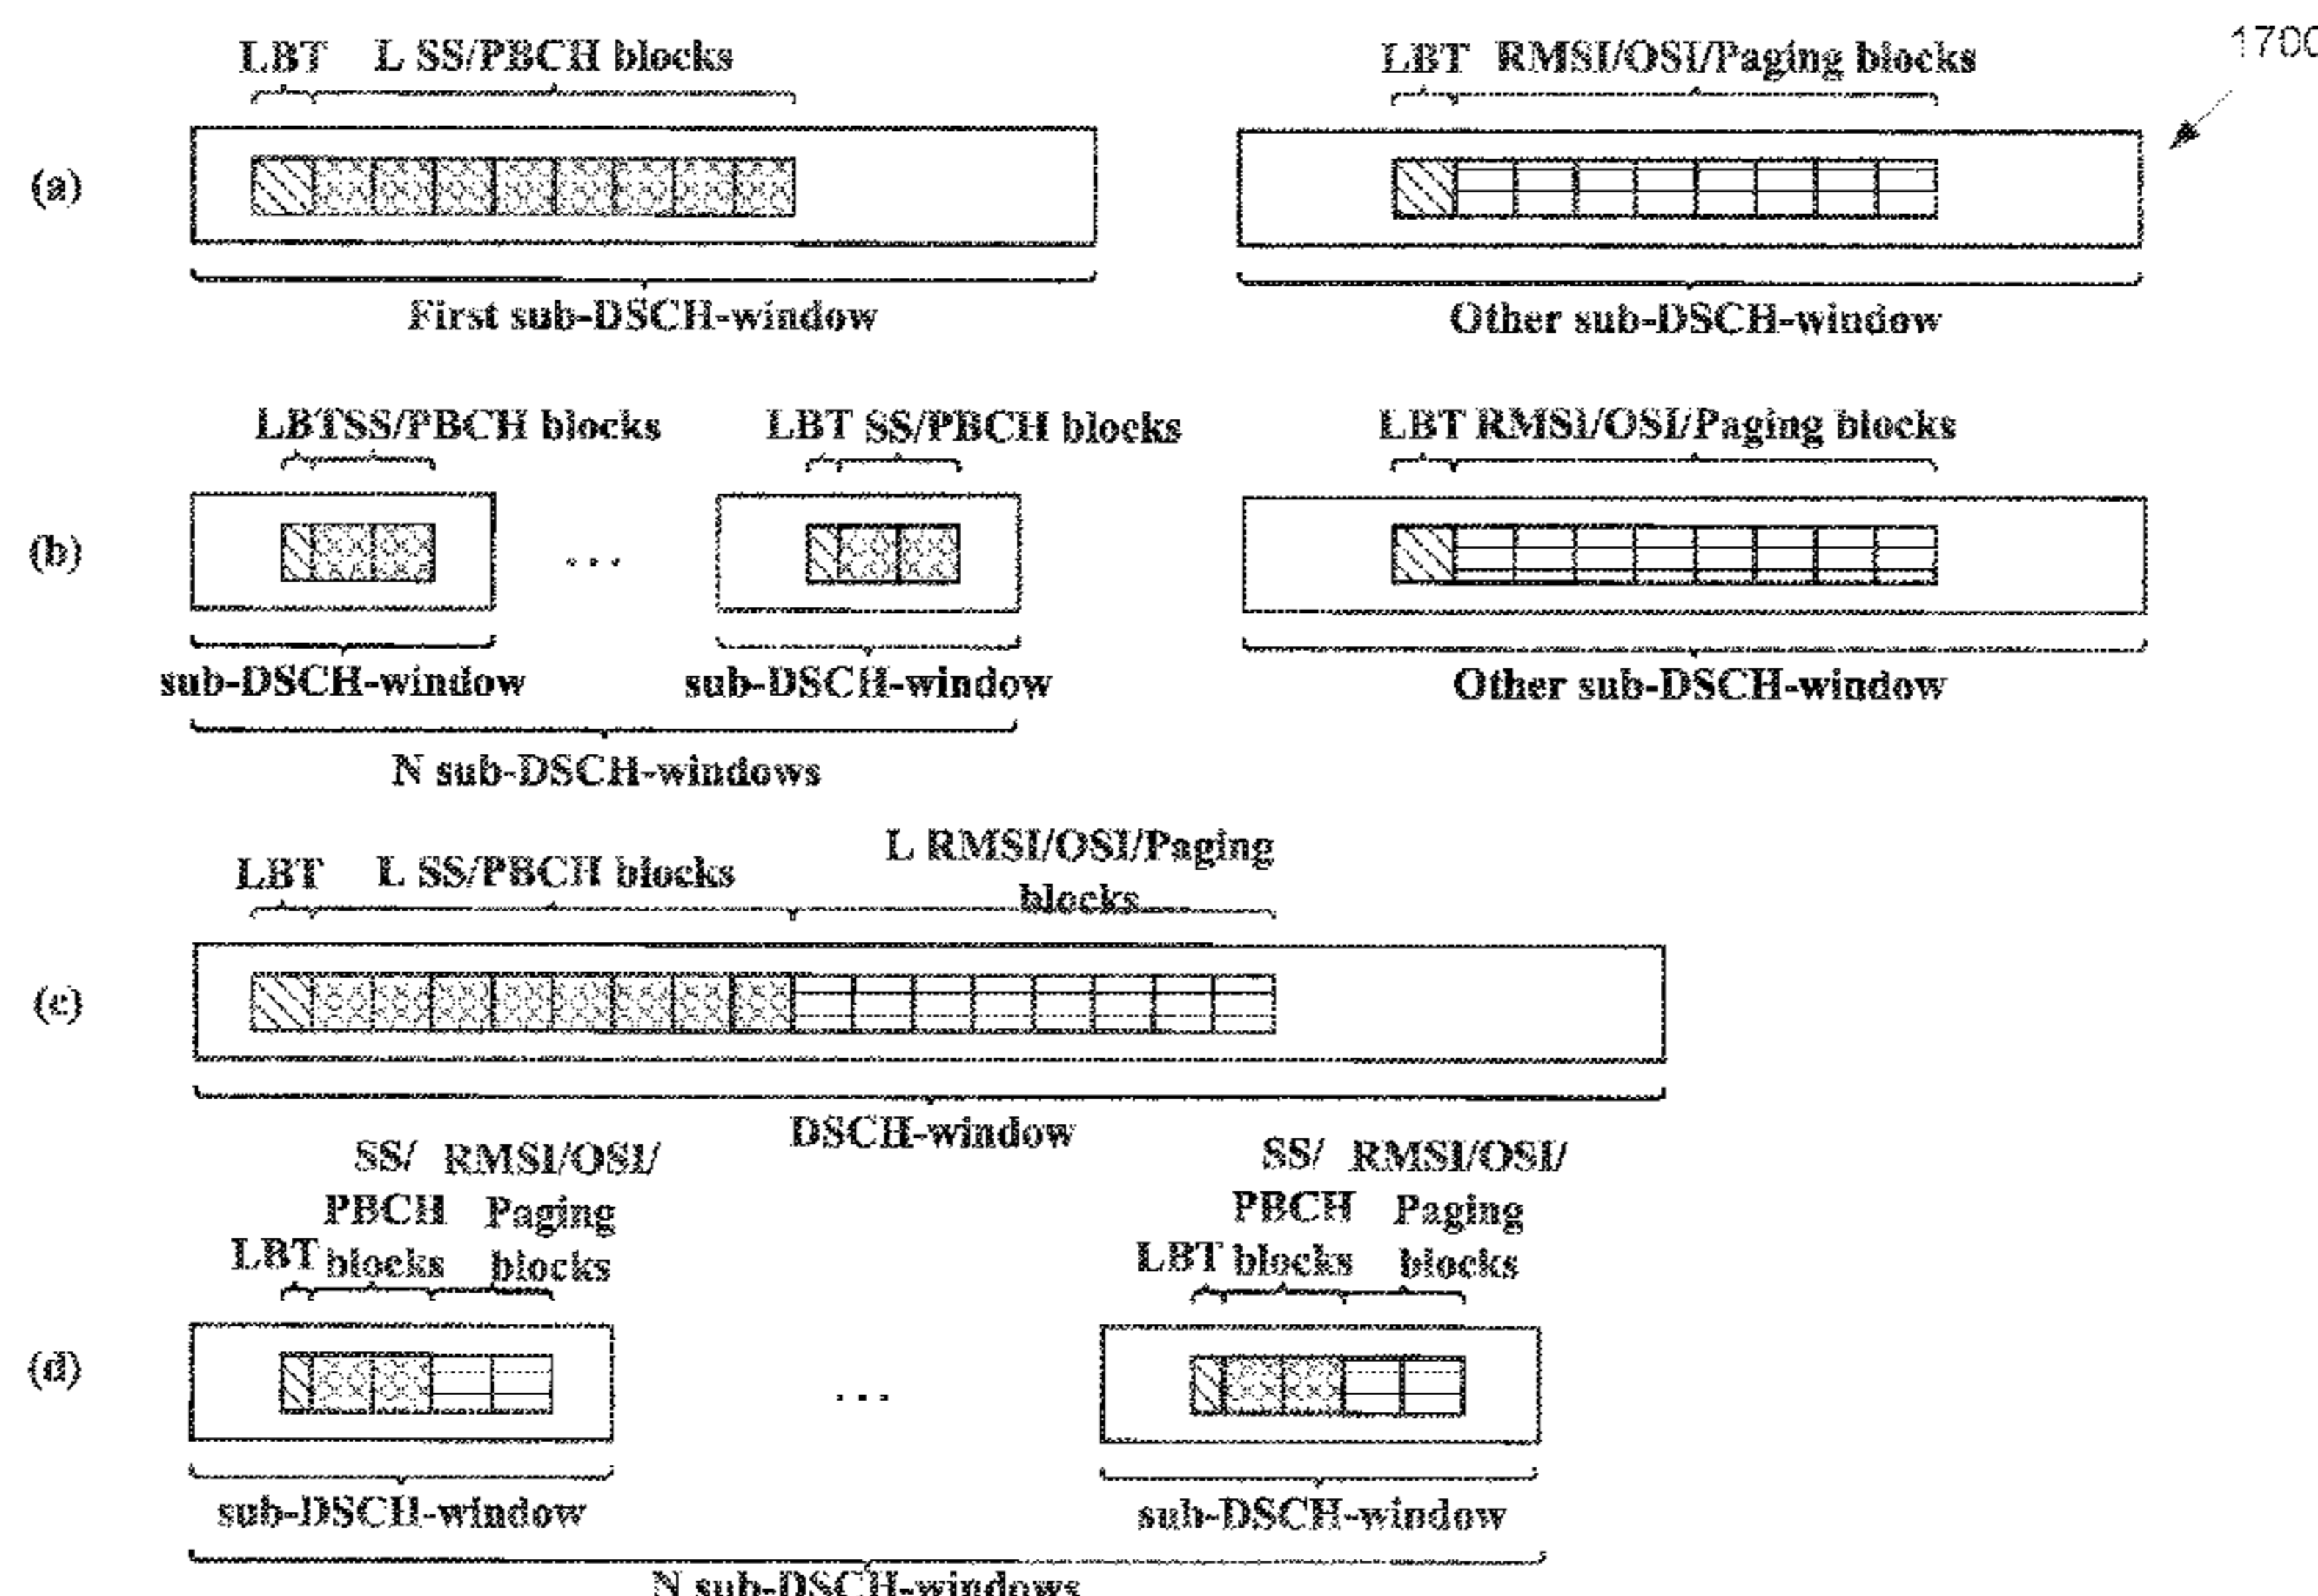 1700
LBT L SS/PBCH blocks LBT RMSI/OSI/Paging blocks
(a)
First sub-DSCH-window Other sub-DSCH-window
LBT SS/PBCH blocks LBT SS/PBCH blocks LBT RMSI/OSI/Paging blocks
(b) ...
sub-DSCH-window sub-DSCH-window Other sub-DSCH-window
N sub-DSCH-windows
L RMSI/OSI/Paging
LBT L SS/PBCH blocks blocks
(c)
DSCH-window
SS/ RMSI/OSI/ SS/ RMSI/OSI/
PBCH Paging PBCH Paging
LBT blocks blocks LBT blocks blocks
(d) ...
sub-DSCH-window sub-DSCH-window
N sub-DSCH-windows